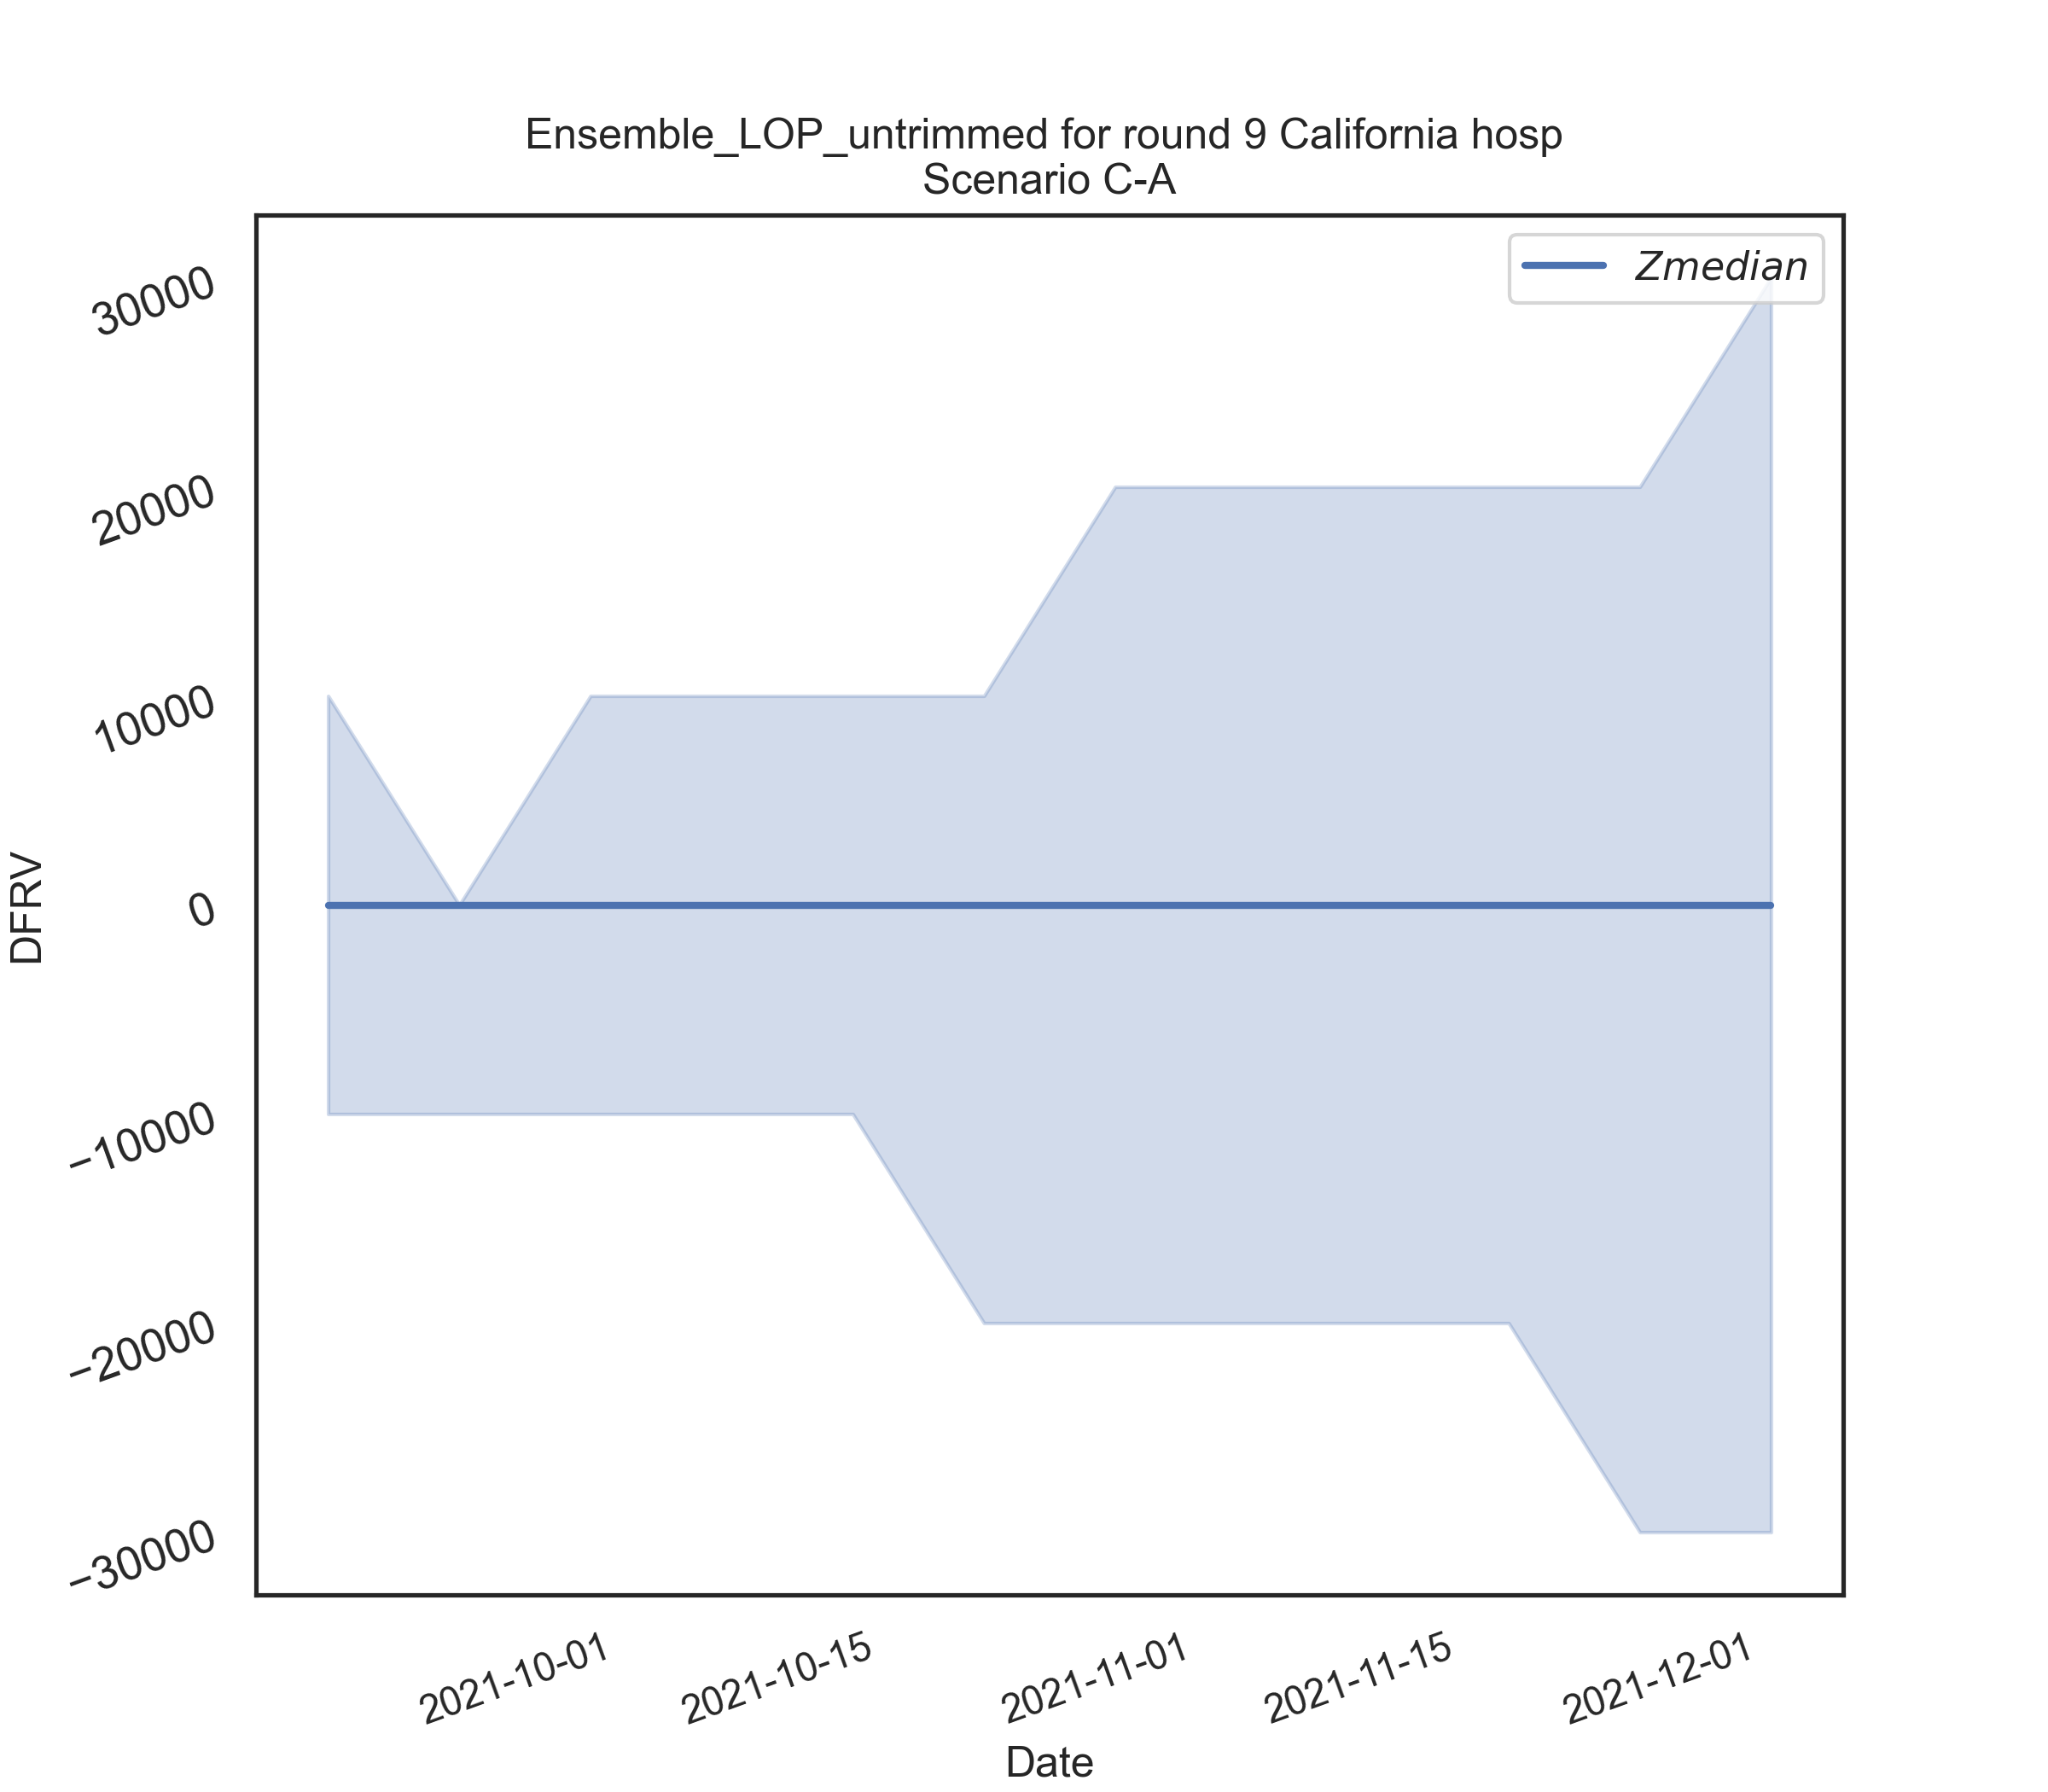 Ensemble_LOP_untrimmed for round 9 California hosp
Scenario C-A
Zmedian
30000
20000
10000
0
−10000
−20000
−30000
DFRV
2021-10-01
2021-10-15
2021-11-01
2021-11-15
2021-12-01
Date